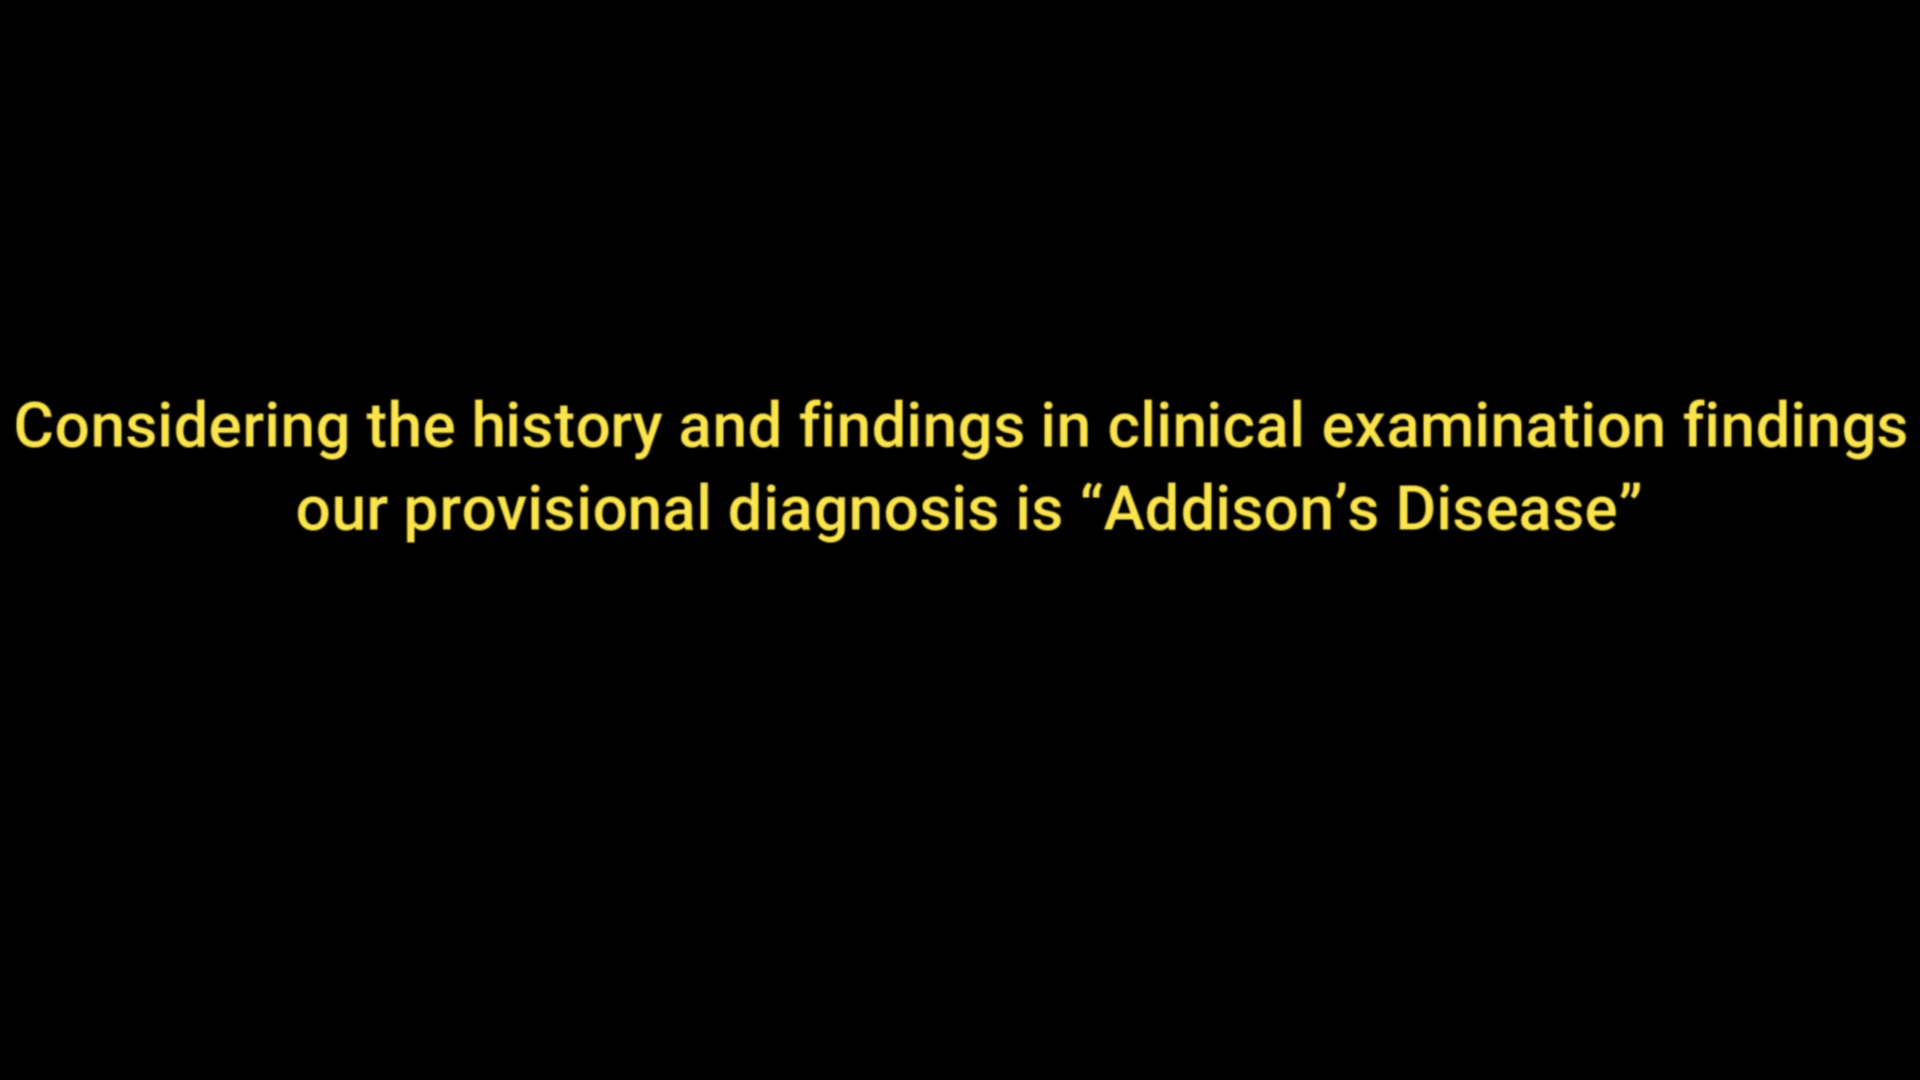 Considering the history and findings in clinical examination findings
our provisional diagnosis is “Addison’s Disease”